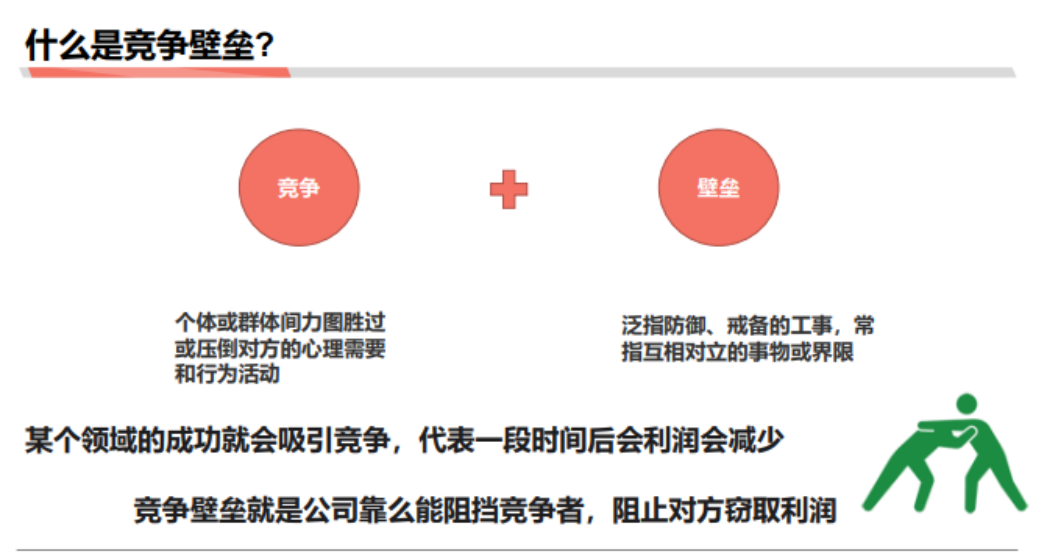 什么是竞争壁垒?
竞争
壁垒
个体或群体间力图胜过
或压倒对方的心理需要
和行为活动
泛指防御、戒备的工事，常
指互相对立的事物或界限
某个领域的成功就会吸引竞争，代表一段时间后会利润会减少
竞争壁垒就是公司靠么能阻挡竞争者，阻止对方窃取利润